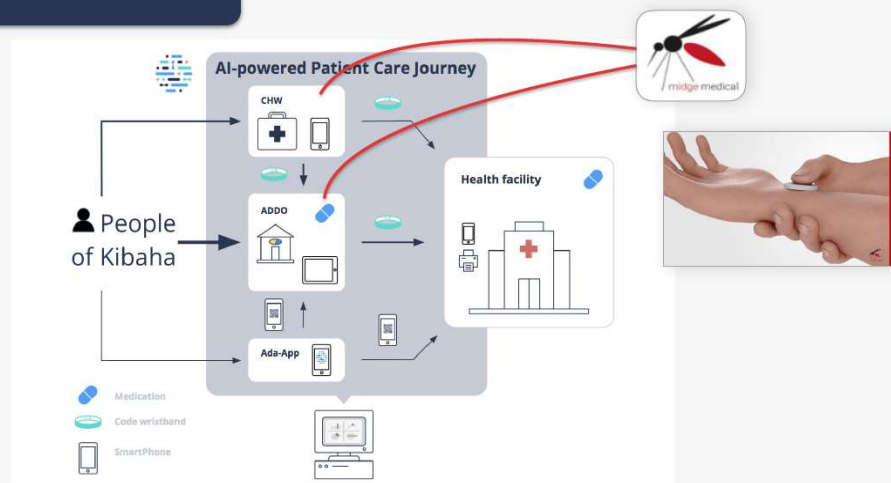 midge medical
AI-powered Patient Care Journey
CHW
Health facility
ADDO
People
of Kibaha
Ada-App
Medication
Code wristband
SmartPhone